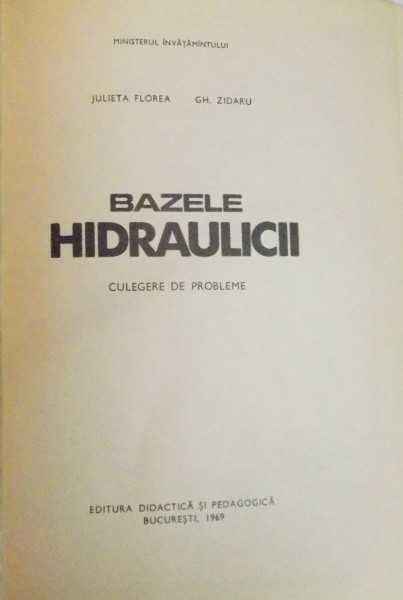 MINISTERUL ÎNVĂȚĂMÎNTULUI
JULIETA FLOREA GH. ZIDARU
BAZELE
HIDRAULICII
CULEGERE DE PROBLEME
EDITURA DIDACTICĂ ȘI PEDAGOGICĂ
BUCUREȘTI, 1969